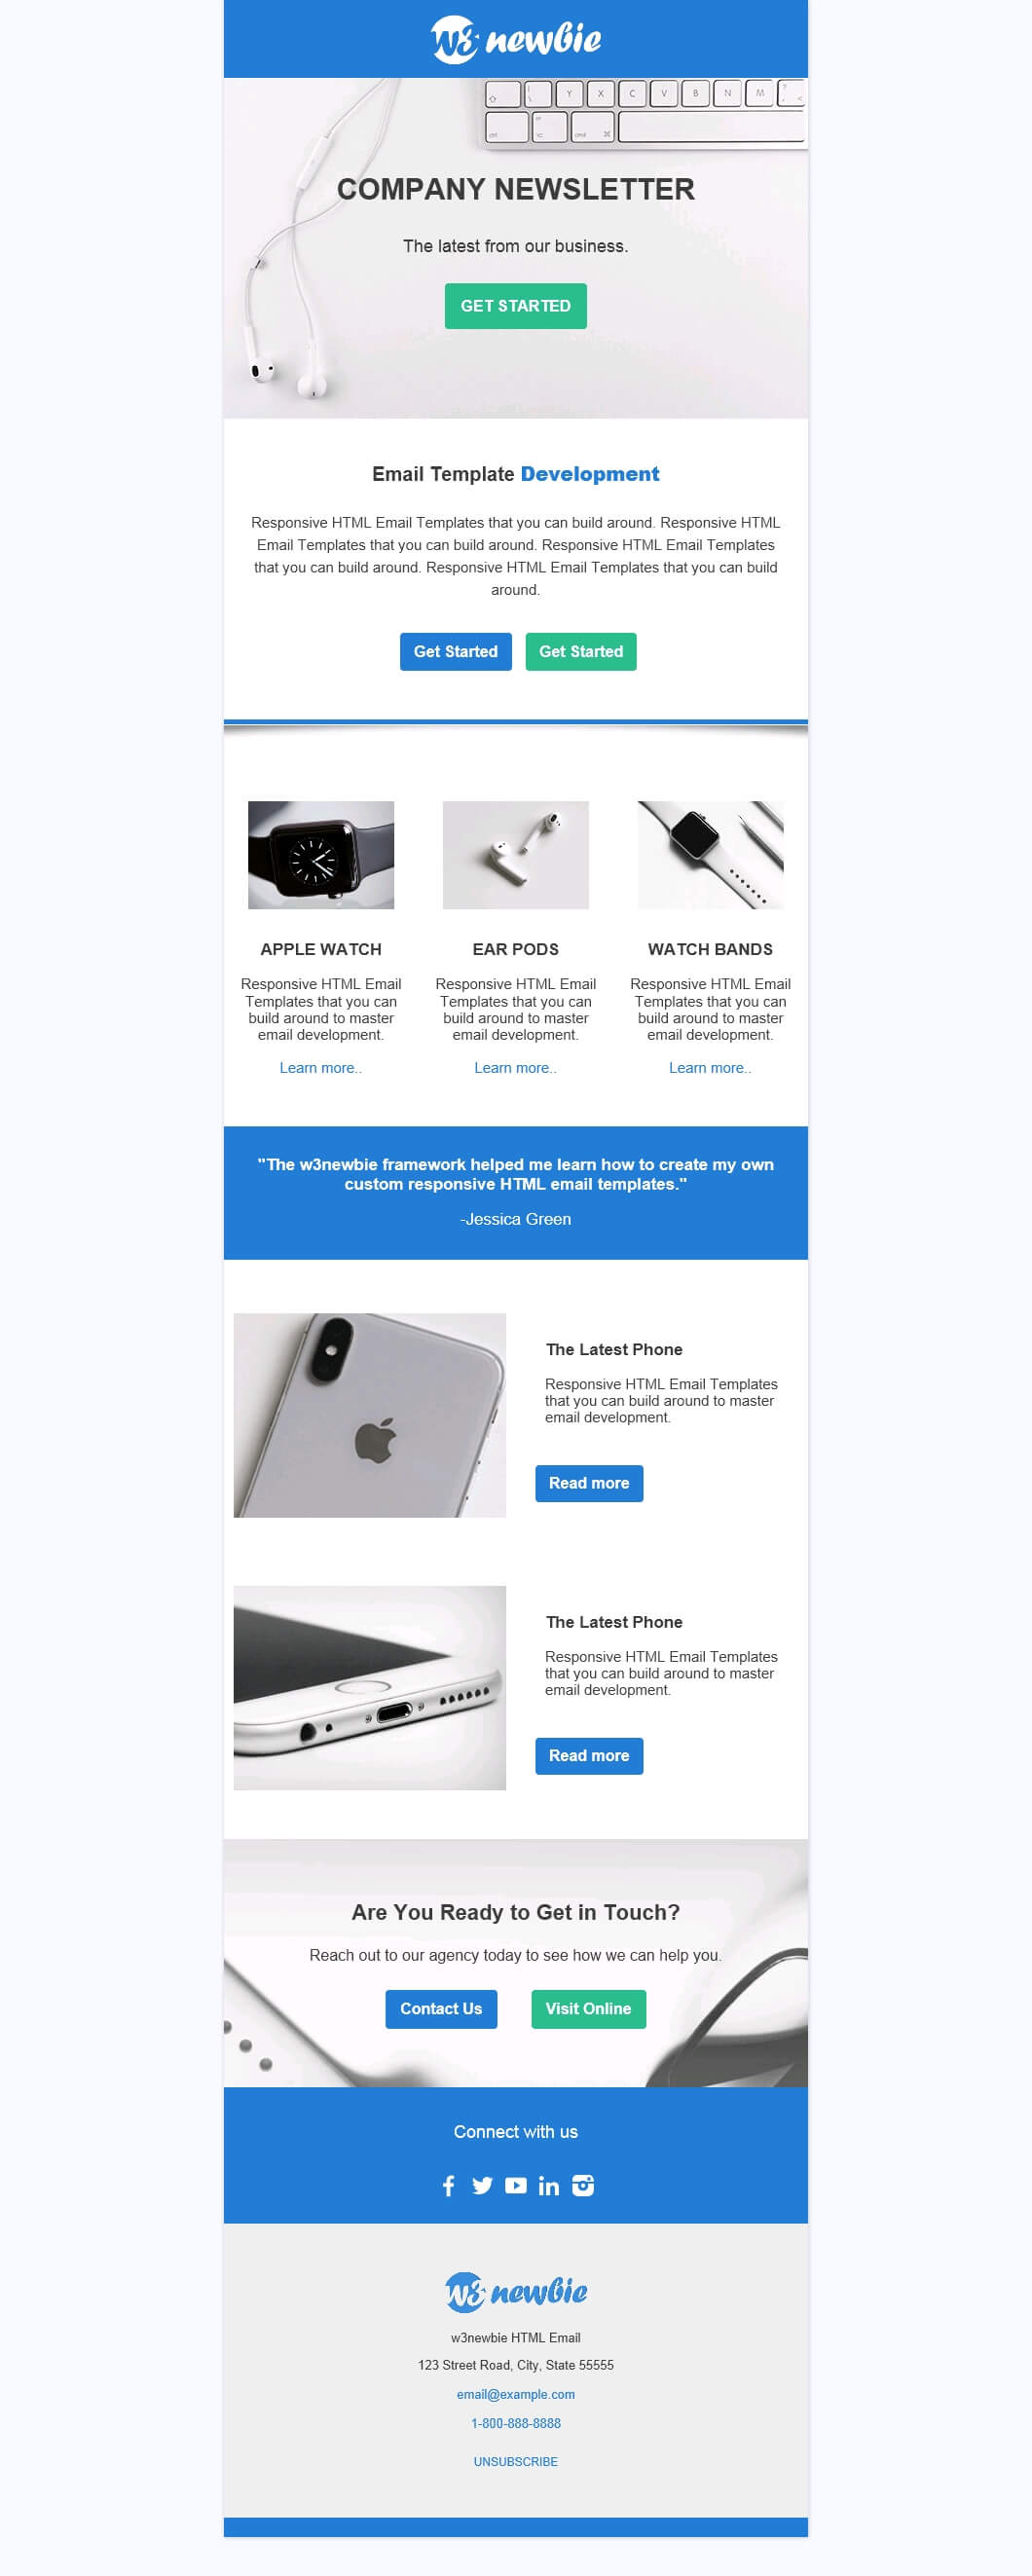 w3 newbie
Y X C V B N M
COMPANY NEWSLETTER
The latest from our business.
GET STARTED
Email Template Development
Responsive HTML Email Templates that you can build around. Responsive HTML
Email Templates that you can build around. Responsive HTML Email Templates
that you can build around. Responsive HTML Email Templates that you can build
around.
Get Started Get Started
APPLE WATCH
Responsive HTML Email
Templates that you can
build around to master
email development.
Learn more..
EAR PODS
Responsive HTML Email
Templates that you can
build around to master
email development.
Learn more..
WATCH BANDS
Responsive HTML Email
Templates that you can
build around to master
email development.
Learn more..
"The w3newbie framework helped me learn how to create my own
custom responsive HTML email templates."
-Jessica Green
The Latest Phone
Responsive HTML Email Templates
that you can build around to master
email development.
Read more
The Latest Phone
Responsive HTML Email Templates
that you can build around to master
email development.
Read more
Are You Ready to Get in Touch?
Reach out to our agency today to see how we can help you.
Contact Us Visit Online
Connect with us
w3 newbie
w3newbie HTML Email
123 Street Road, City, State 55555
email@example.com
1-800-888-8888
UNSUBSCRIBE